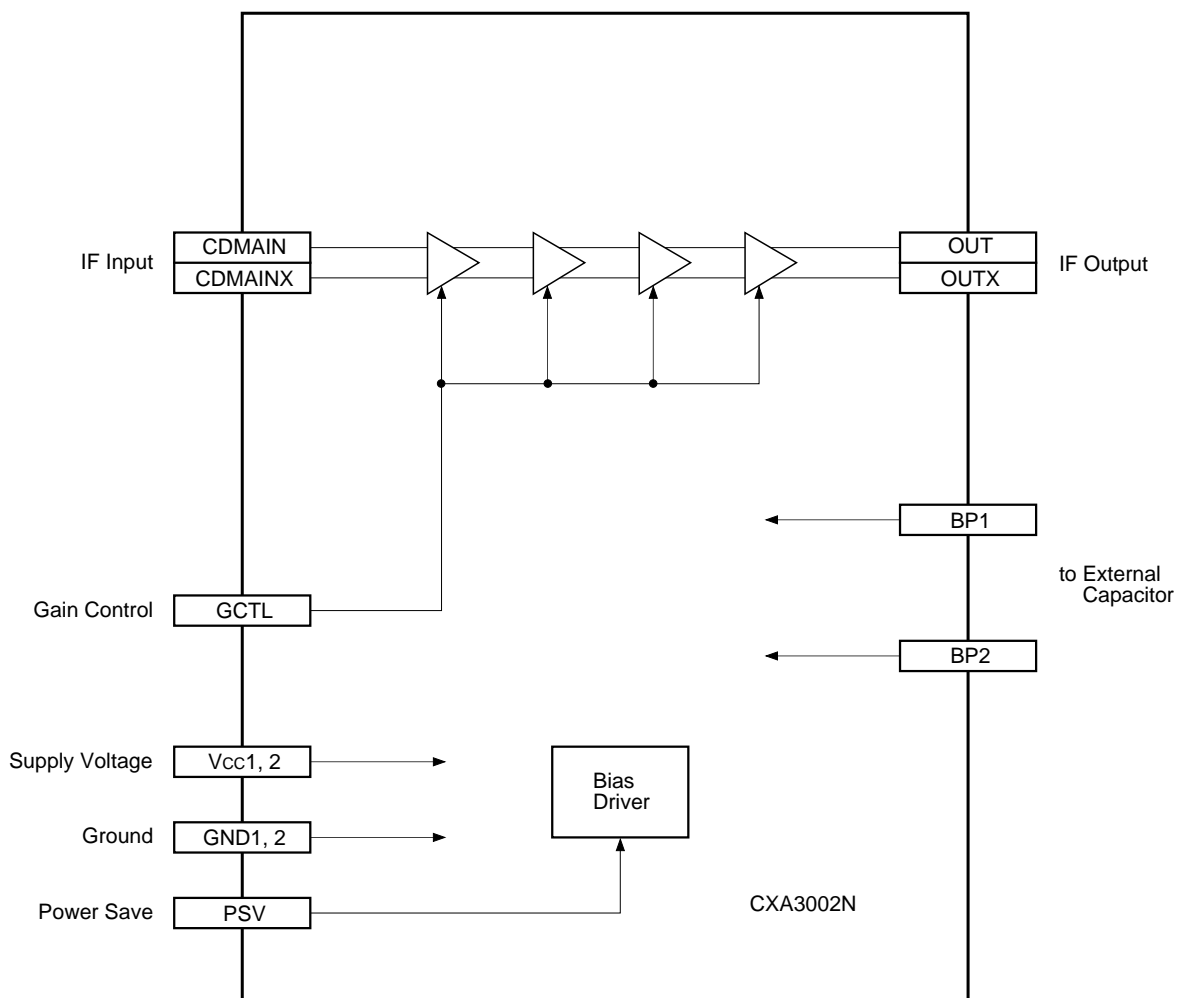 IF Input
CDMAIN
CDMAINX
OUT
OUTX
IF Output
BP1
to External
Capacitor
BP2
Gain Control
GCTL
Supply Voltage
Vcc1, 2
Ground
GND1, 2
Power Save
PSV
Bias
Driver
CXA3002N